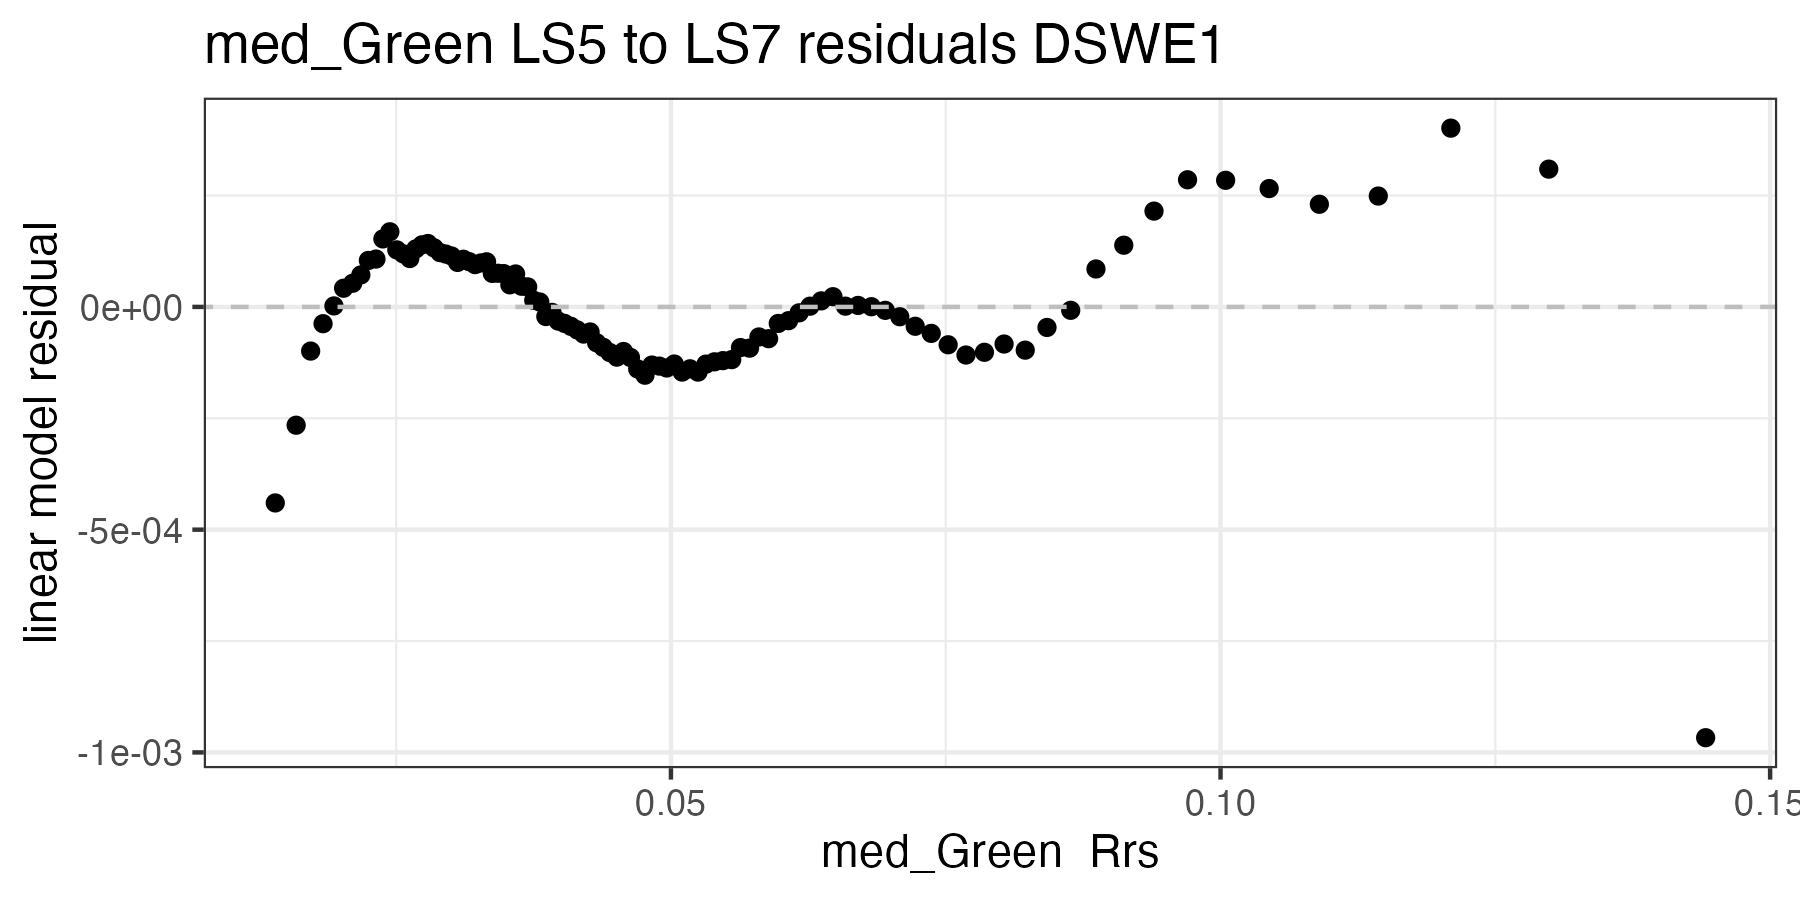 med_Green LS5 to LS7 residuals DSWE1
linear model residual
0e+00
-5e-04
-1e-03
0.05
0.10
0.15
med_Green  Rrs